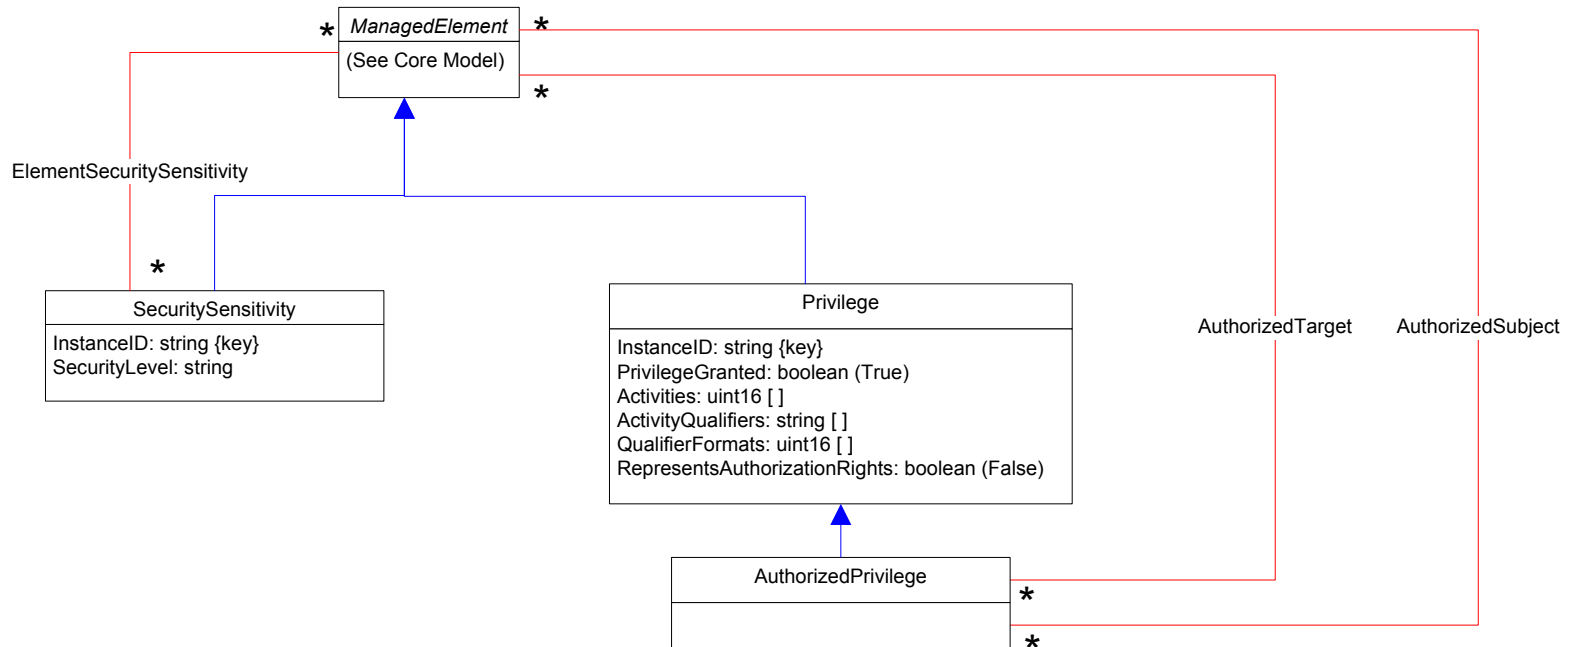 * ManagedElement *
(See Core Model)
*
ElementSecuritySensitivity
*
SecuritySensitivity
InstanceID: string {key}
SecurityLevel: string
Privilege
InstanceID: string {key}
PrivilegeGranted: boolean (True)
Activities: uint16 [ ]
ActivityQualifiers: string [ ]
QualifierFormats: uint16 [ ]
RepresentsAuthorizationRights: boolean (False)
AuthorizedTarget
AuthorizedSubject
AuthorizedPrivilege
*
*